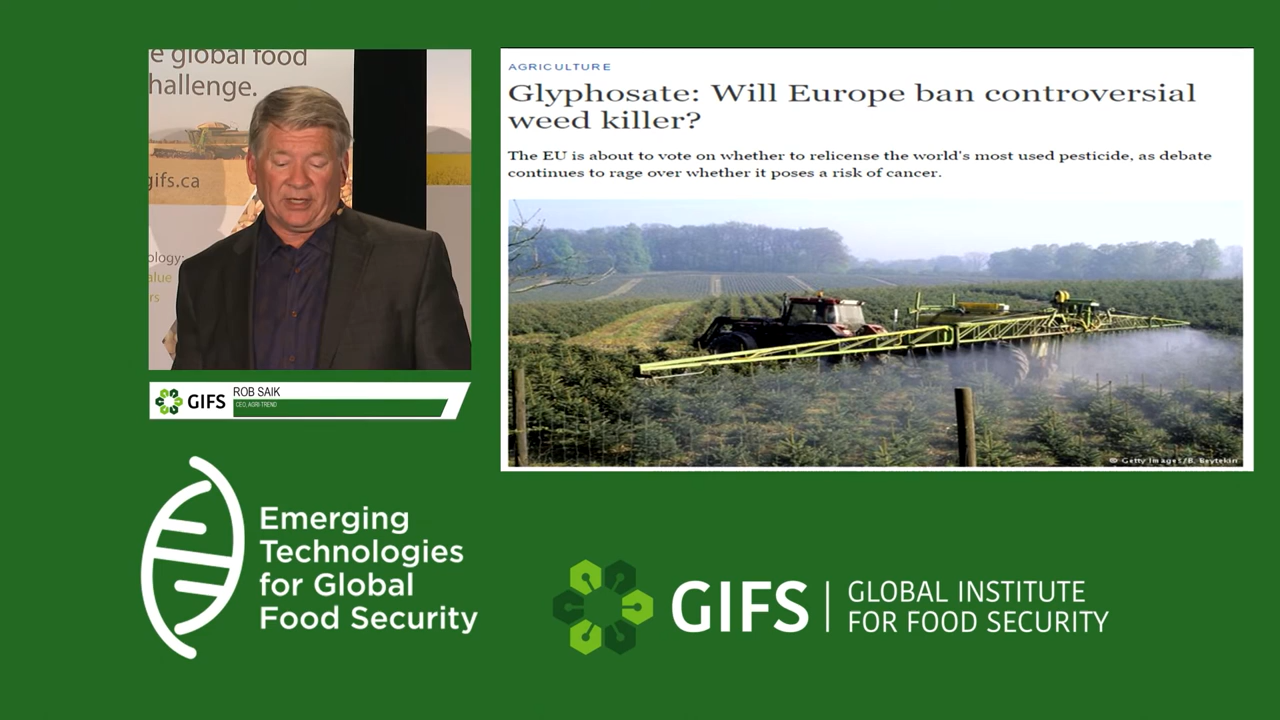 e global food
hallenge.
gifs.ca
ology:
alue
rs
GIFS
ROB SAIK
CEO, AGRI-TREND
AGRICULTURE
Glyphosate: Will Europe ban controversial
weed killer?
The EU is about to vote on whether to relicense the world's most used pesticide, as debate
continues to rage over whether it poses a risk of cancer.
© Getty Images/B. Beytekin
Emerging
Technologies
for Global
Food Security
GIFS
GLOBAL INSTITUTE
FOR FOOD SECURITY